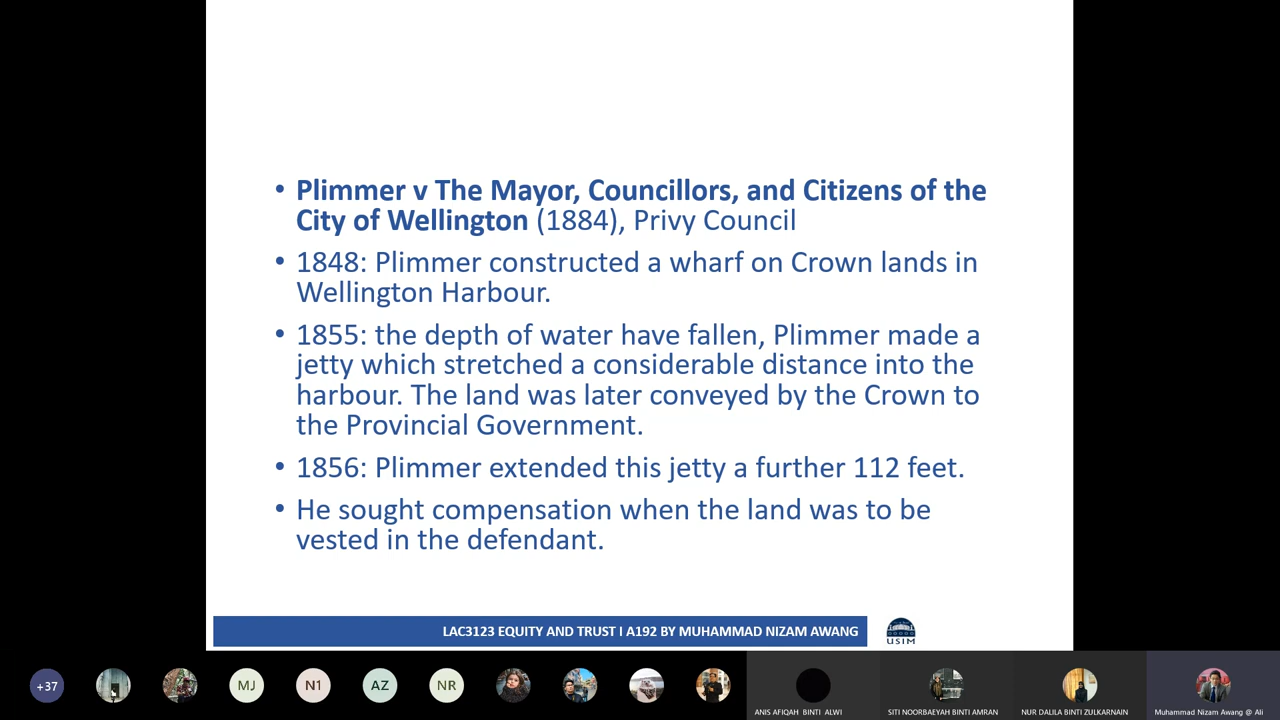 • Plimmer v The Mayor, Councillors, and Citizens of the
City of Wellington (1884), Privy Council
• 1848: Plimmer constructed a wharf on Crown lands in
Wellington Harbour.
• 1855: the depth of water have fallen, Plimmer made a
jetty which stretched a considerable distance into the
harbour. The land was later conveyed by the Crown to
the Provincial Government.
• 1856: Plimmer extended this jetty a further 112 feet.
• He sought compensation when the land was to be
vested in the defendant.
LAC3123 EQUITY AND TRUST I A192 BY MUHAMMAD NIZAM AWANG
USIM
+37
MJ
N1
AZ
NR
ANIS AFIQAH BINTI ALWI
SITI NOORBAEYAH BINTI AMRAN
NUR DALILA BINTI ZULKARNAIN
Muhammad Nizam Awang @ Ali